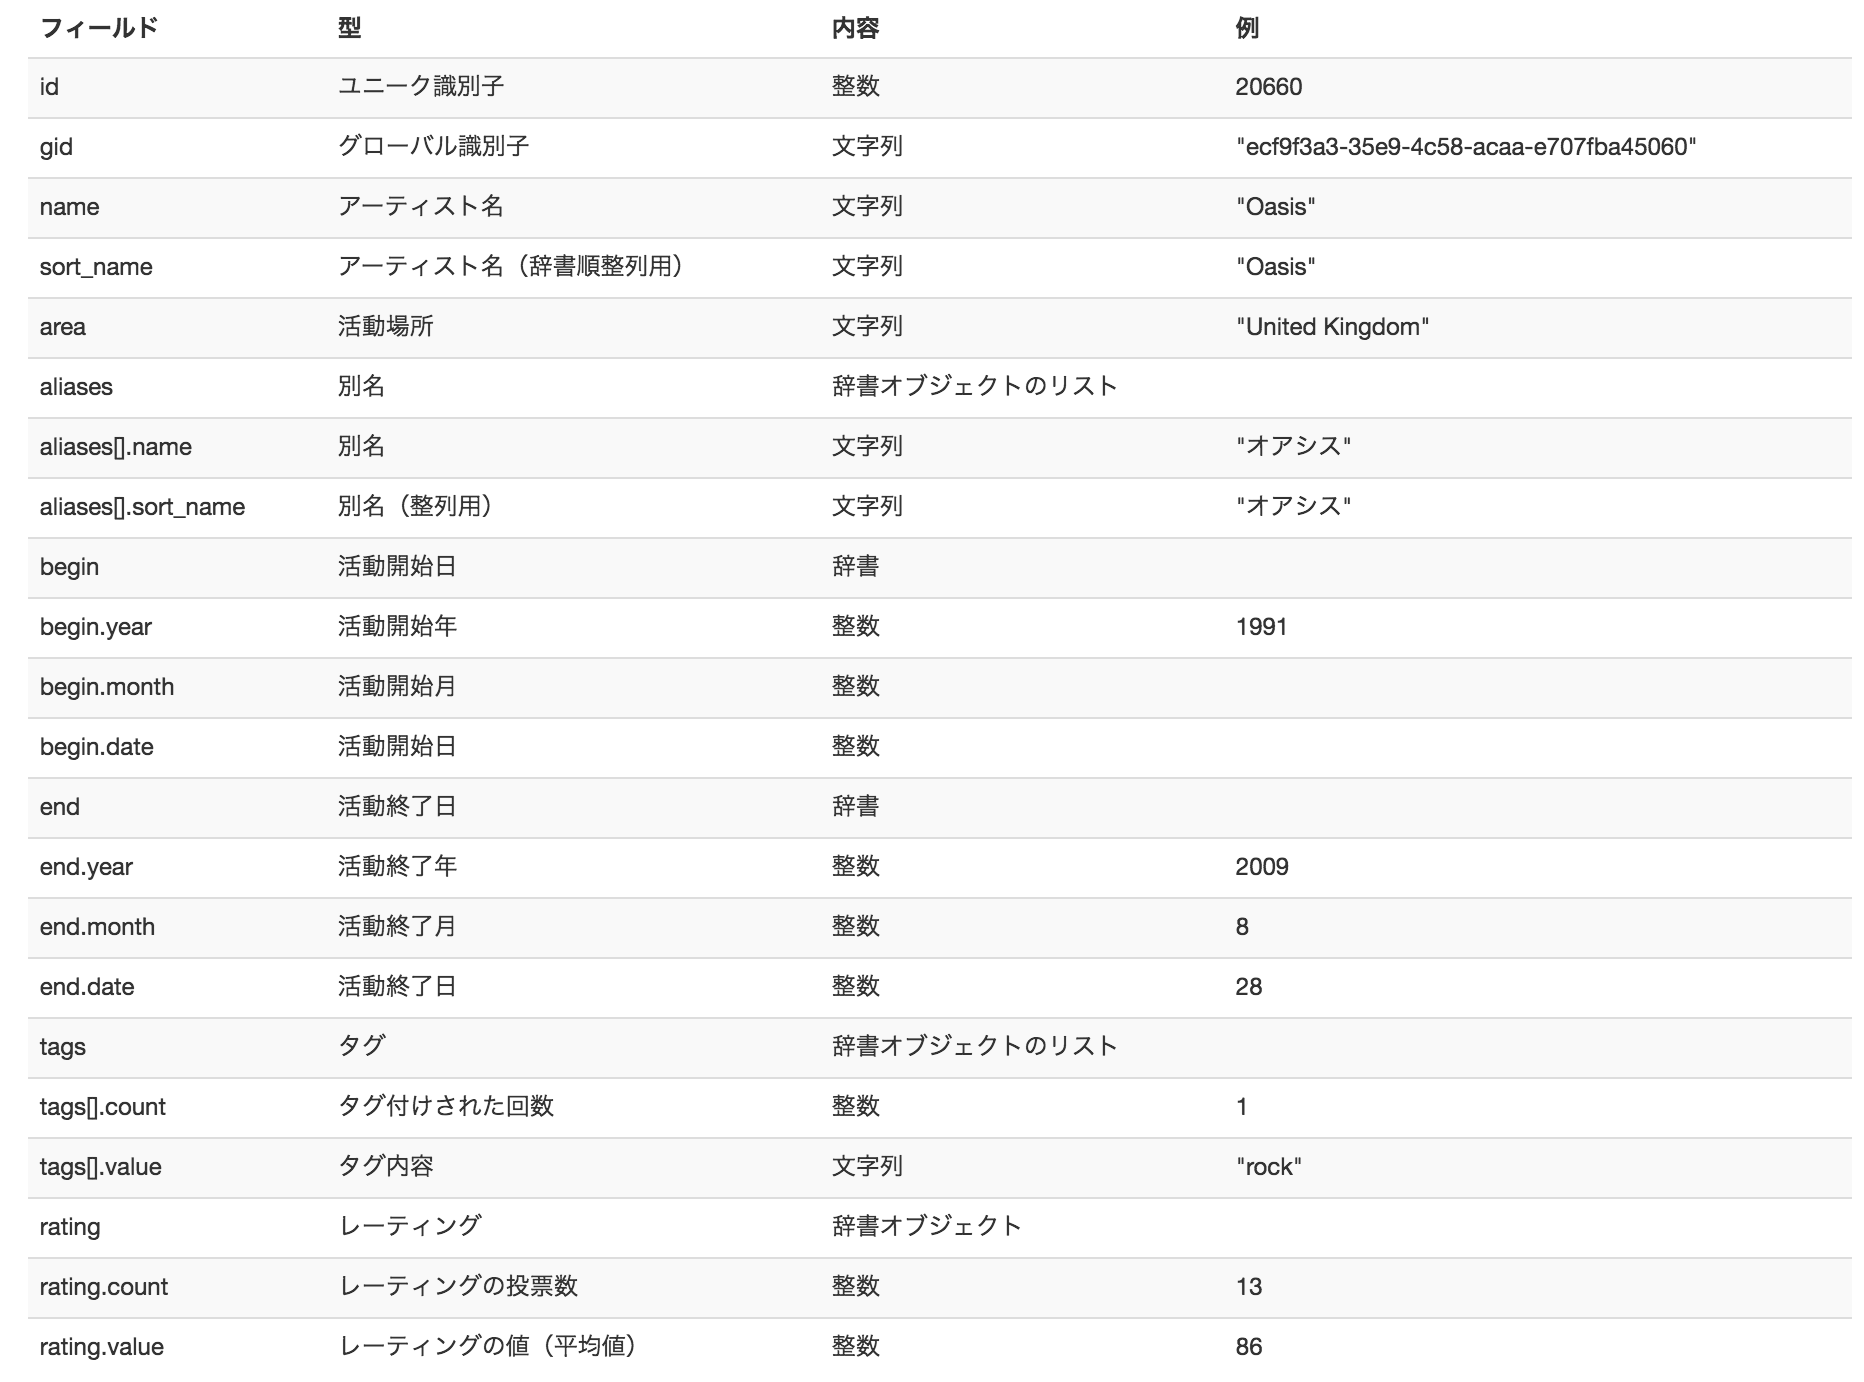 フィールド 型 内容 例
id ユニーク識別子 整数 20660
gid グローバル識別子 文字列 "ecf9f3a3-35e9-4c58-acaa-e707fba45060"
name アーティスト名 文字列 "Oasis"
sort_name アーティスト名（辞書順整列用） 文字列 "Oasis"
area 活動場所 文字列 "United Kingdom"
aliases 別名 辞書オブジェクトのリスト
aliases[].name 別名 文字列 "オアシス"
aliases[].sort_name 別名（整列用） 文字列 "オアシス"
begin 活動開始日 辞書
begin.year 活動開始年 整数 1991
begin.month 活動開始月 整数
begin.date 活動開始日 整数
end 活動終了日 辞書
end.year 活動終了年 整数 2009
end.month 活動終了月 整数 8
end.date 活動終了日 整数 28
tags タグ 辞書オブジェクトのリスト
tags[].count タグ付けされた回数 整数 1
tags[].value タグ内容 文字列 "rock"
rating レーティング 辞書オブジェクト
rating.count レーティングの投票数 整数 13
rating.value レーティングの値（平均値） 整数 86